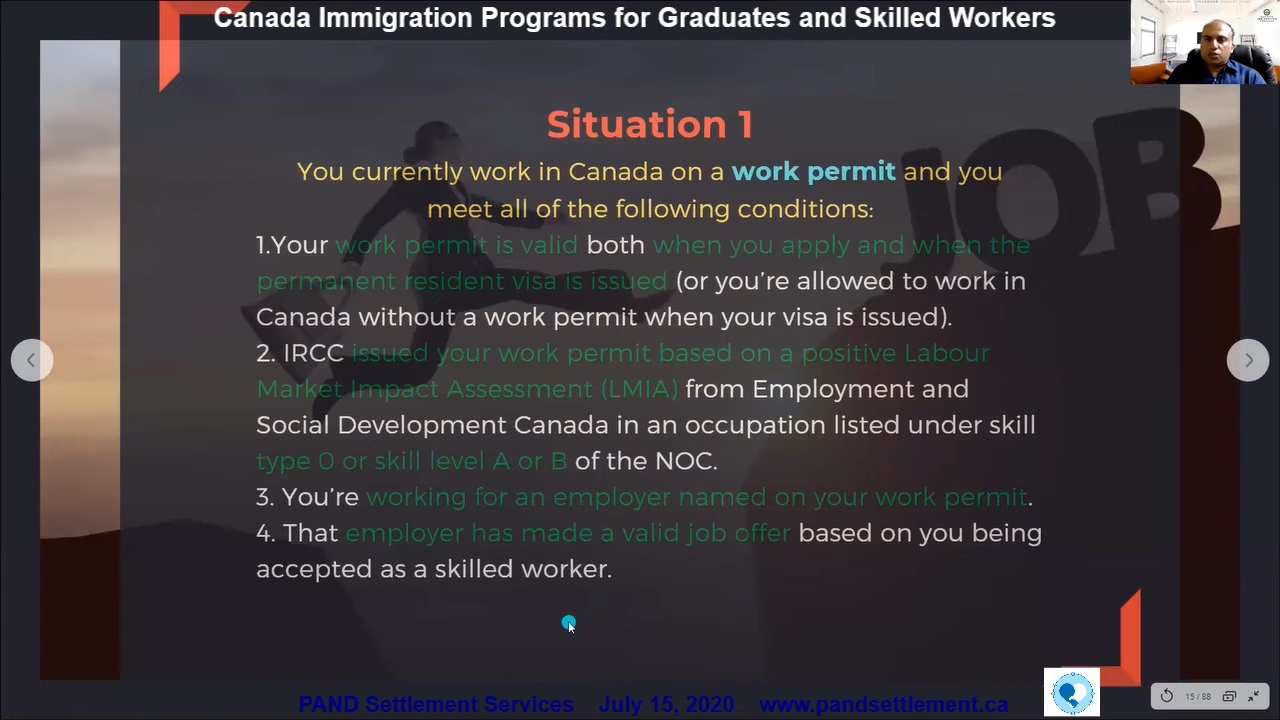 Canada Immigration Programs for Graduates and Skilled Workers
Situation 1
You currently work in Canada on a work permit and you
meet all of the following conditions:
1.Your work permit is valid both when you apply and when the
permanent resident visa is issued (or you’re allowed to work in
Canada without a work permit when your visa is issued).
2. IRCC issued your work permit based on a positive Labour
Market Impact Assessment (LMIA) from Employment and
Social Development Canada in an occupation listed under skill
type 0 or skill level A or B of the NOC.
3. You’re working for an employer named on your work permit.
4. That employer has made a valid job offer based on you being
accepted as a skilled worker.
JOB
PAND Settlement Services July 15, 2020 www.pandsettlement.ca
15 / 88